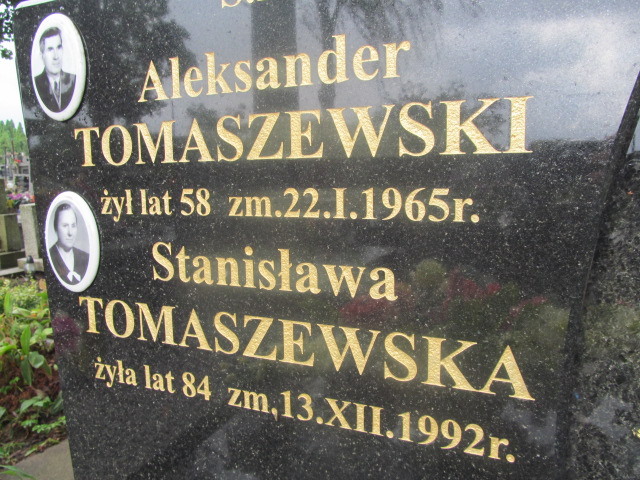 Aleksander
TOMASZEWSKI
żył lat 58 zm.22.I.1965r.
Stanisława
TOMASZEWSKA
żyła lat 84 zm,13.XII.1992r.